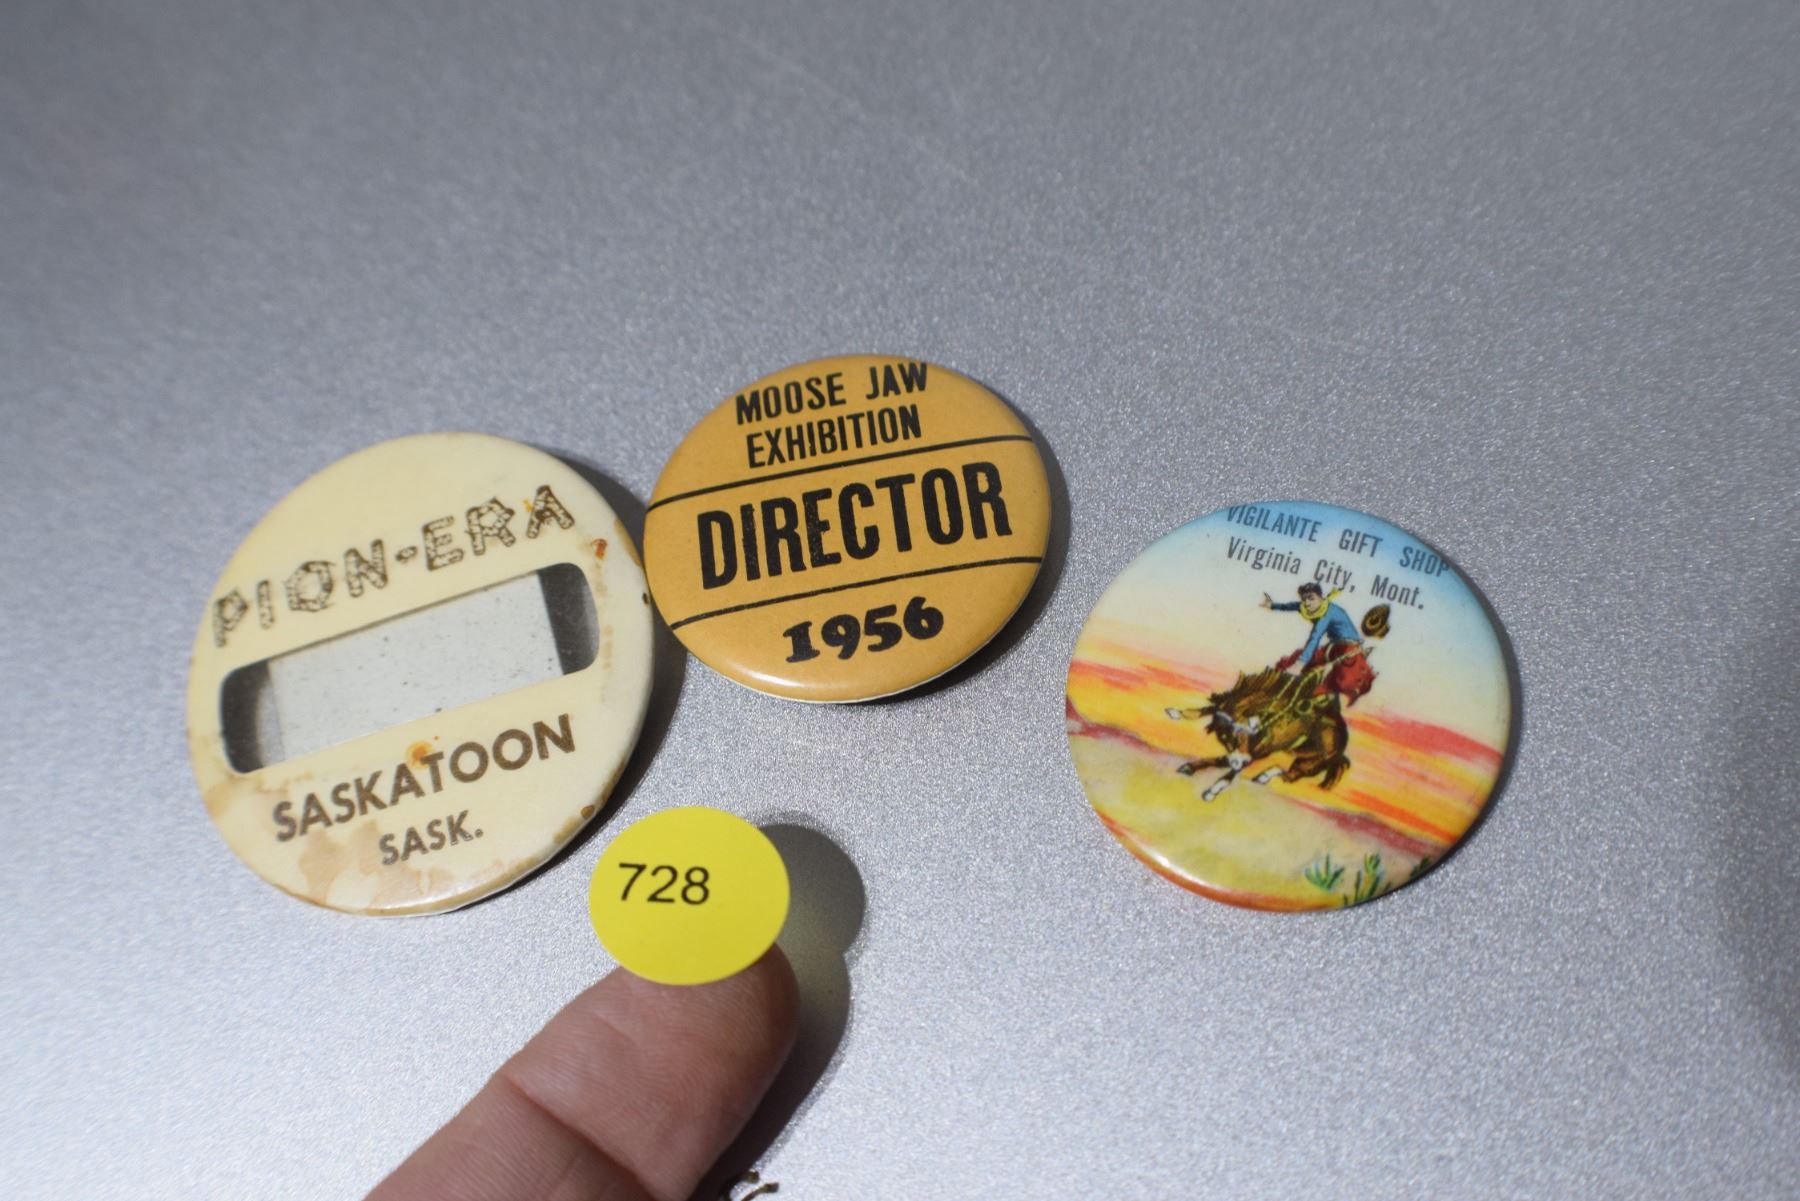 PION-ERA
SASKATOON
SASK.
MOOSE JAW
EXHIBITION
DIRECTOR
1956
VIGILANTE GIFT SHOP
Virginia City, Mont.
728